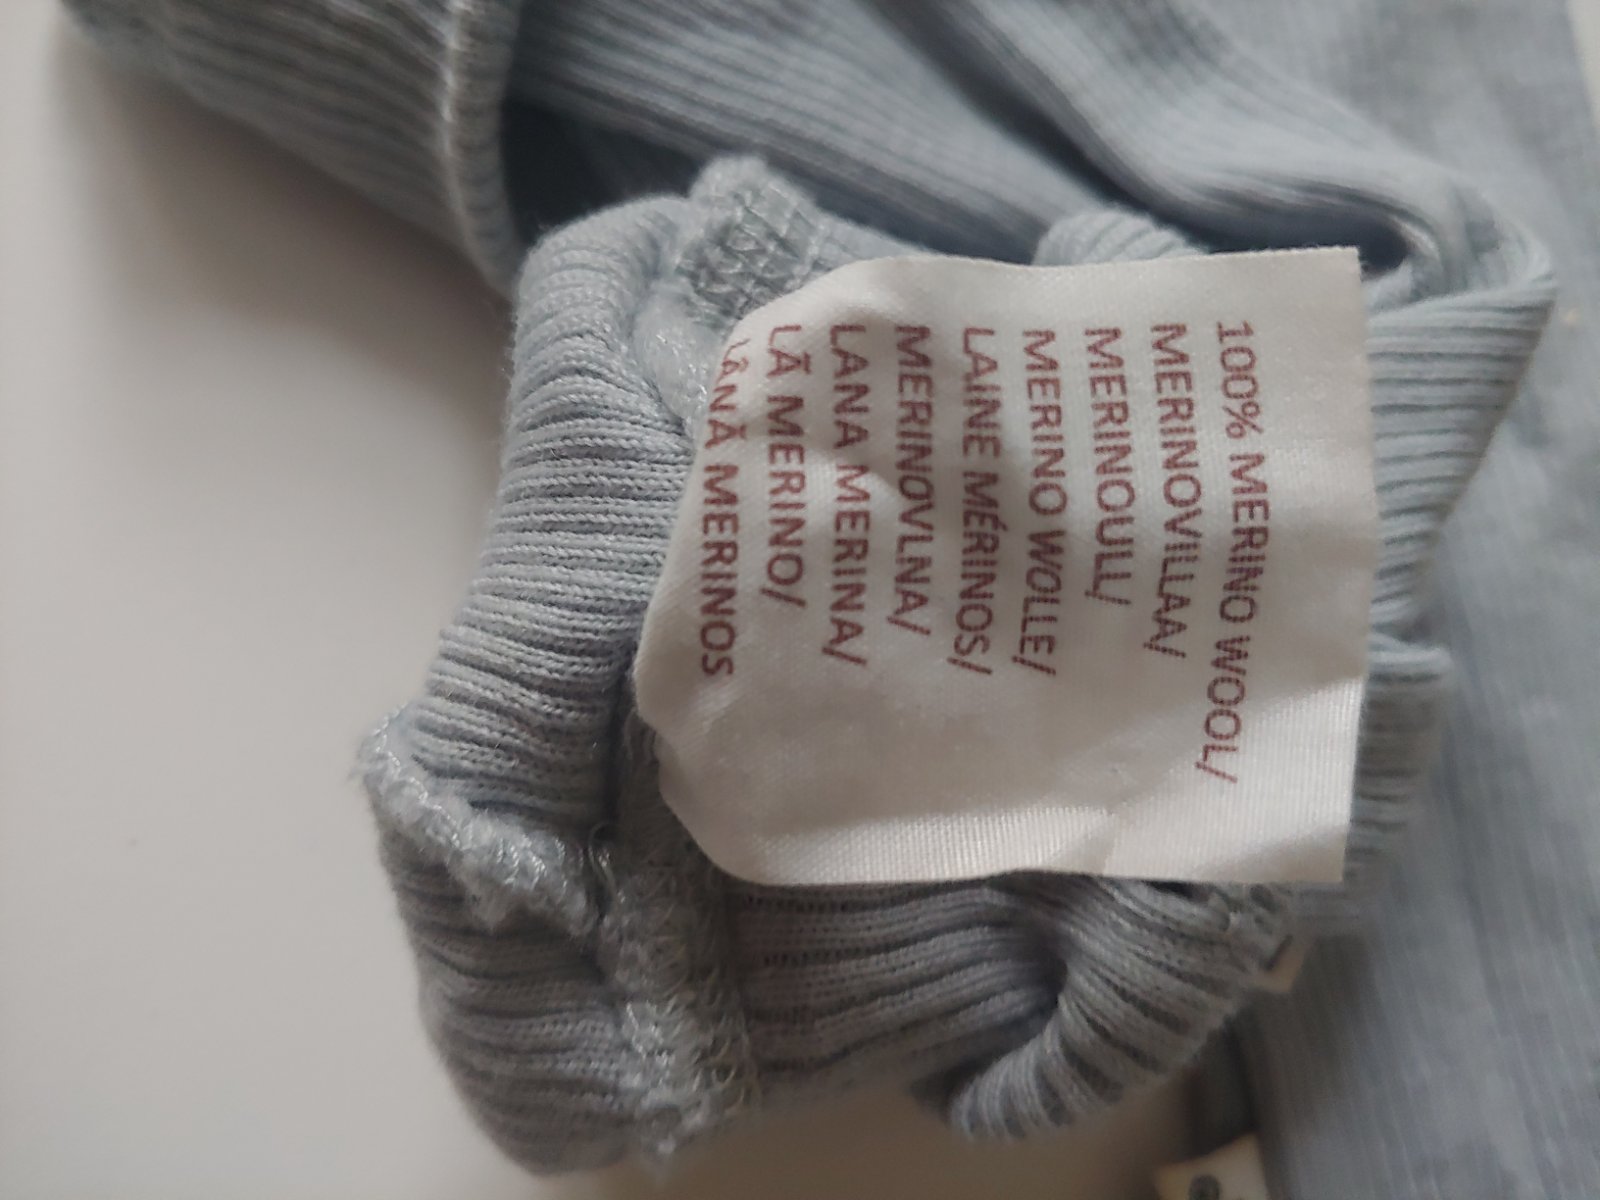 100% MERINO WOOL/
MERINOVILLAA/
MERINOULL/
MERINO WOLLE/
LAINE MÉRINOS/
MERINOVLNA/
LANA MERINA/
LÃ MERINO/
LâNĂ MERINOS